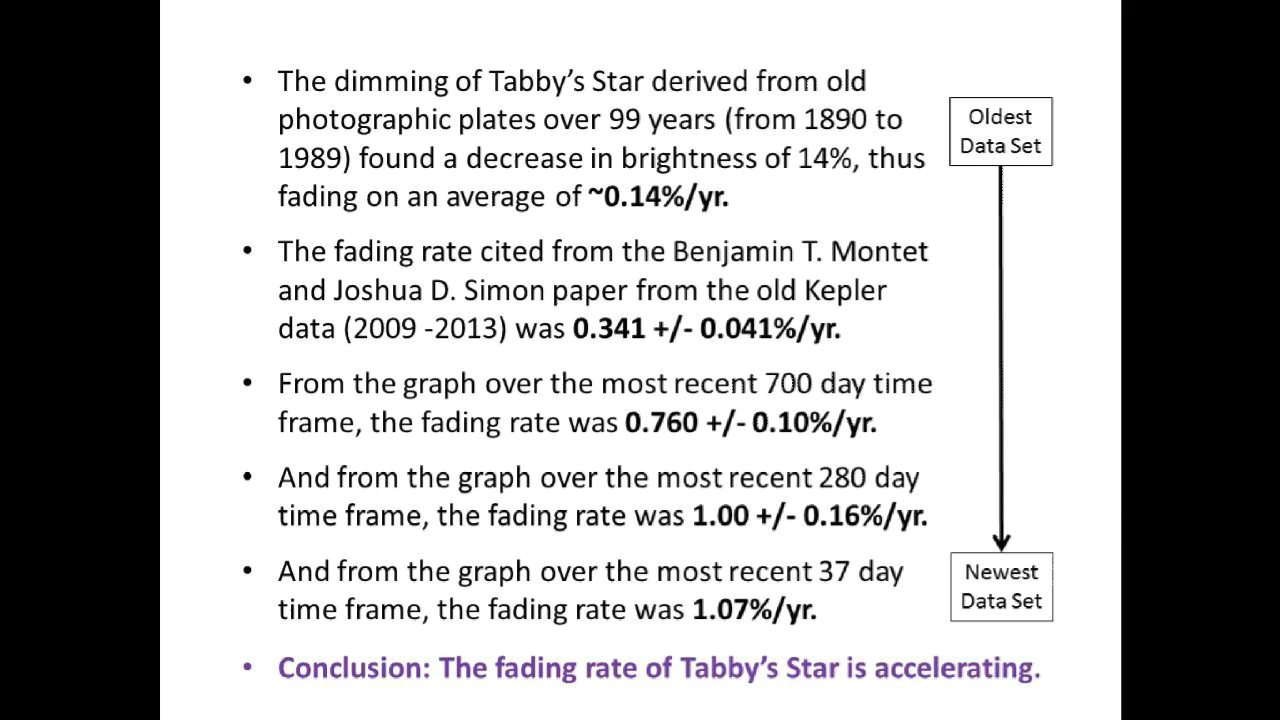 • The dimming of Tabby's Star derived from old
photographic plates over 99 years (from 1890 to
1989) found a decrease in brightness of 14%, thus
fading on an average of ~0.14%/yr.
• The fading rate cited from the Benjamin T. Montet
and Joshua D. Simon paper from the old Kepler
data (2009 -2013) was 0.341 +/- 0.041%/yr.
• From the graph over the most recent 700 day time
frame, the fading rate was 0.760 +/- 0.10%/yr.
• And from the graph over the most recent 280 day
time frame, the fading rate was 1.00 +/- 0.16%/yr.
• And from the graph over the most recent 37 day
time frame, the fading rate was 1.07%/yr.
• Conclusion: The fading rate of Tabby's Star is accelerating.
Oldest
Data Set
Newest
Data Set